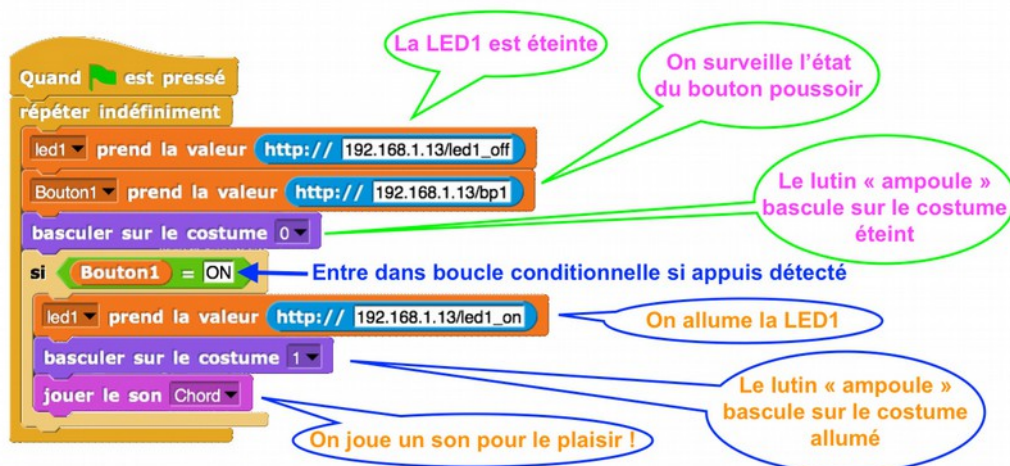 La LED1 est éteinte
Quand est pressé
répéter indéfiniment
On surveille l'état
du bouton poussoir
led1 prend la valeur http:// 192.168.1.13/led1_off
Bouton1 prend la valeur http:// 192.168.1.13/bp1
basculer sur le costume 0
Le lutin « ampoule »
bascule sur le costume
éteint
si Bouton1 = ON
Entre dans boucle conditionnelle si appuis détecté
led1 prend la valeur http:// 192.168.1.13/led1_on
On allume la LED1
basculer sur le costume 1
jouer le son Chord
Le lutin « ampoule »
bascule sur le costume
allumé
On joue un son pour le plaisir !